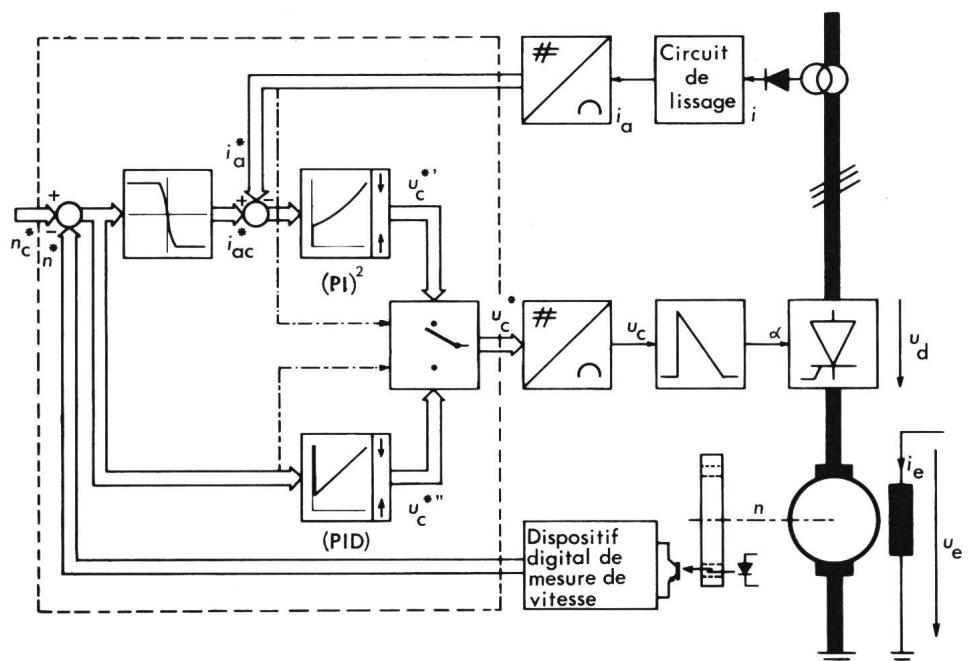 #
Circuit
de
lissage
i_a
i
i_a^*
u_c^*'
+
+
−
n_c^*
−
n^*
i_ac^*
(PI)²
u_c^*
#
u_c
α
u_d
i_e
n
u_c^*''
(PID)
Dispositif
digital de
mesure de
vitesse
u_e